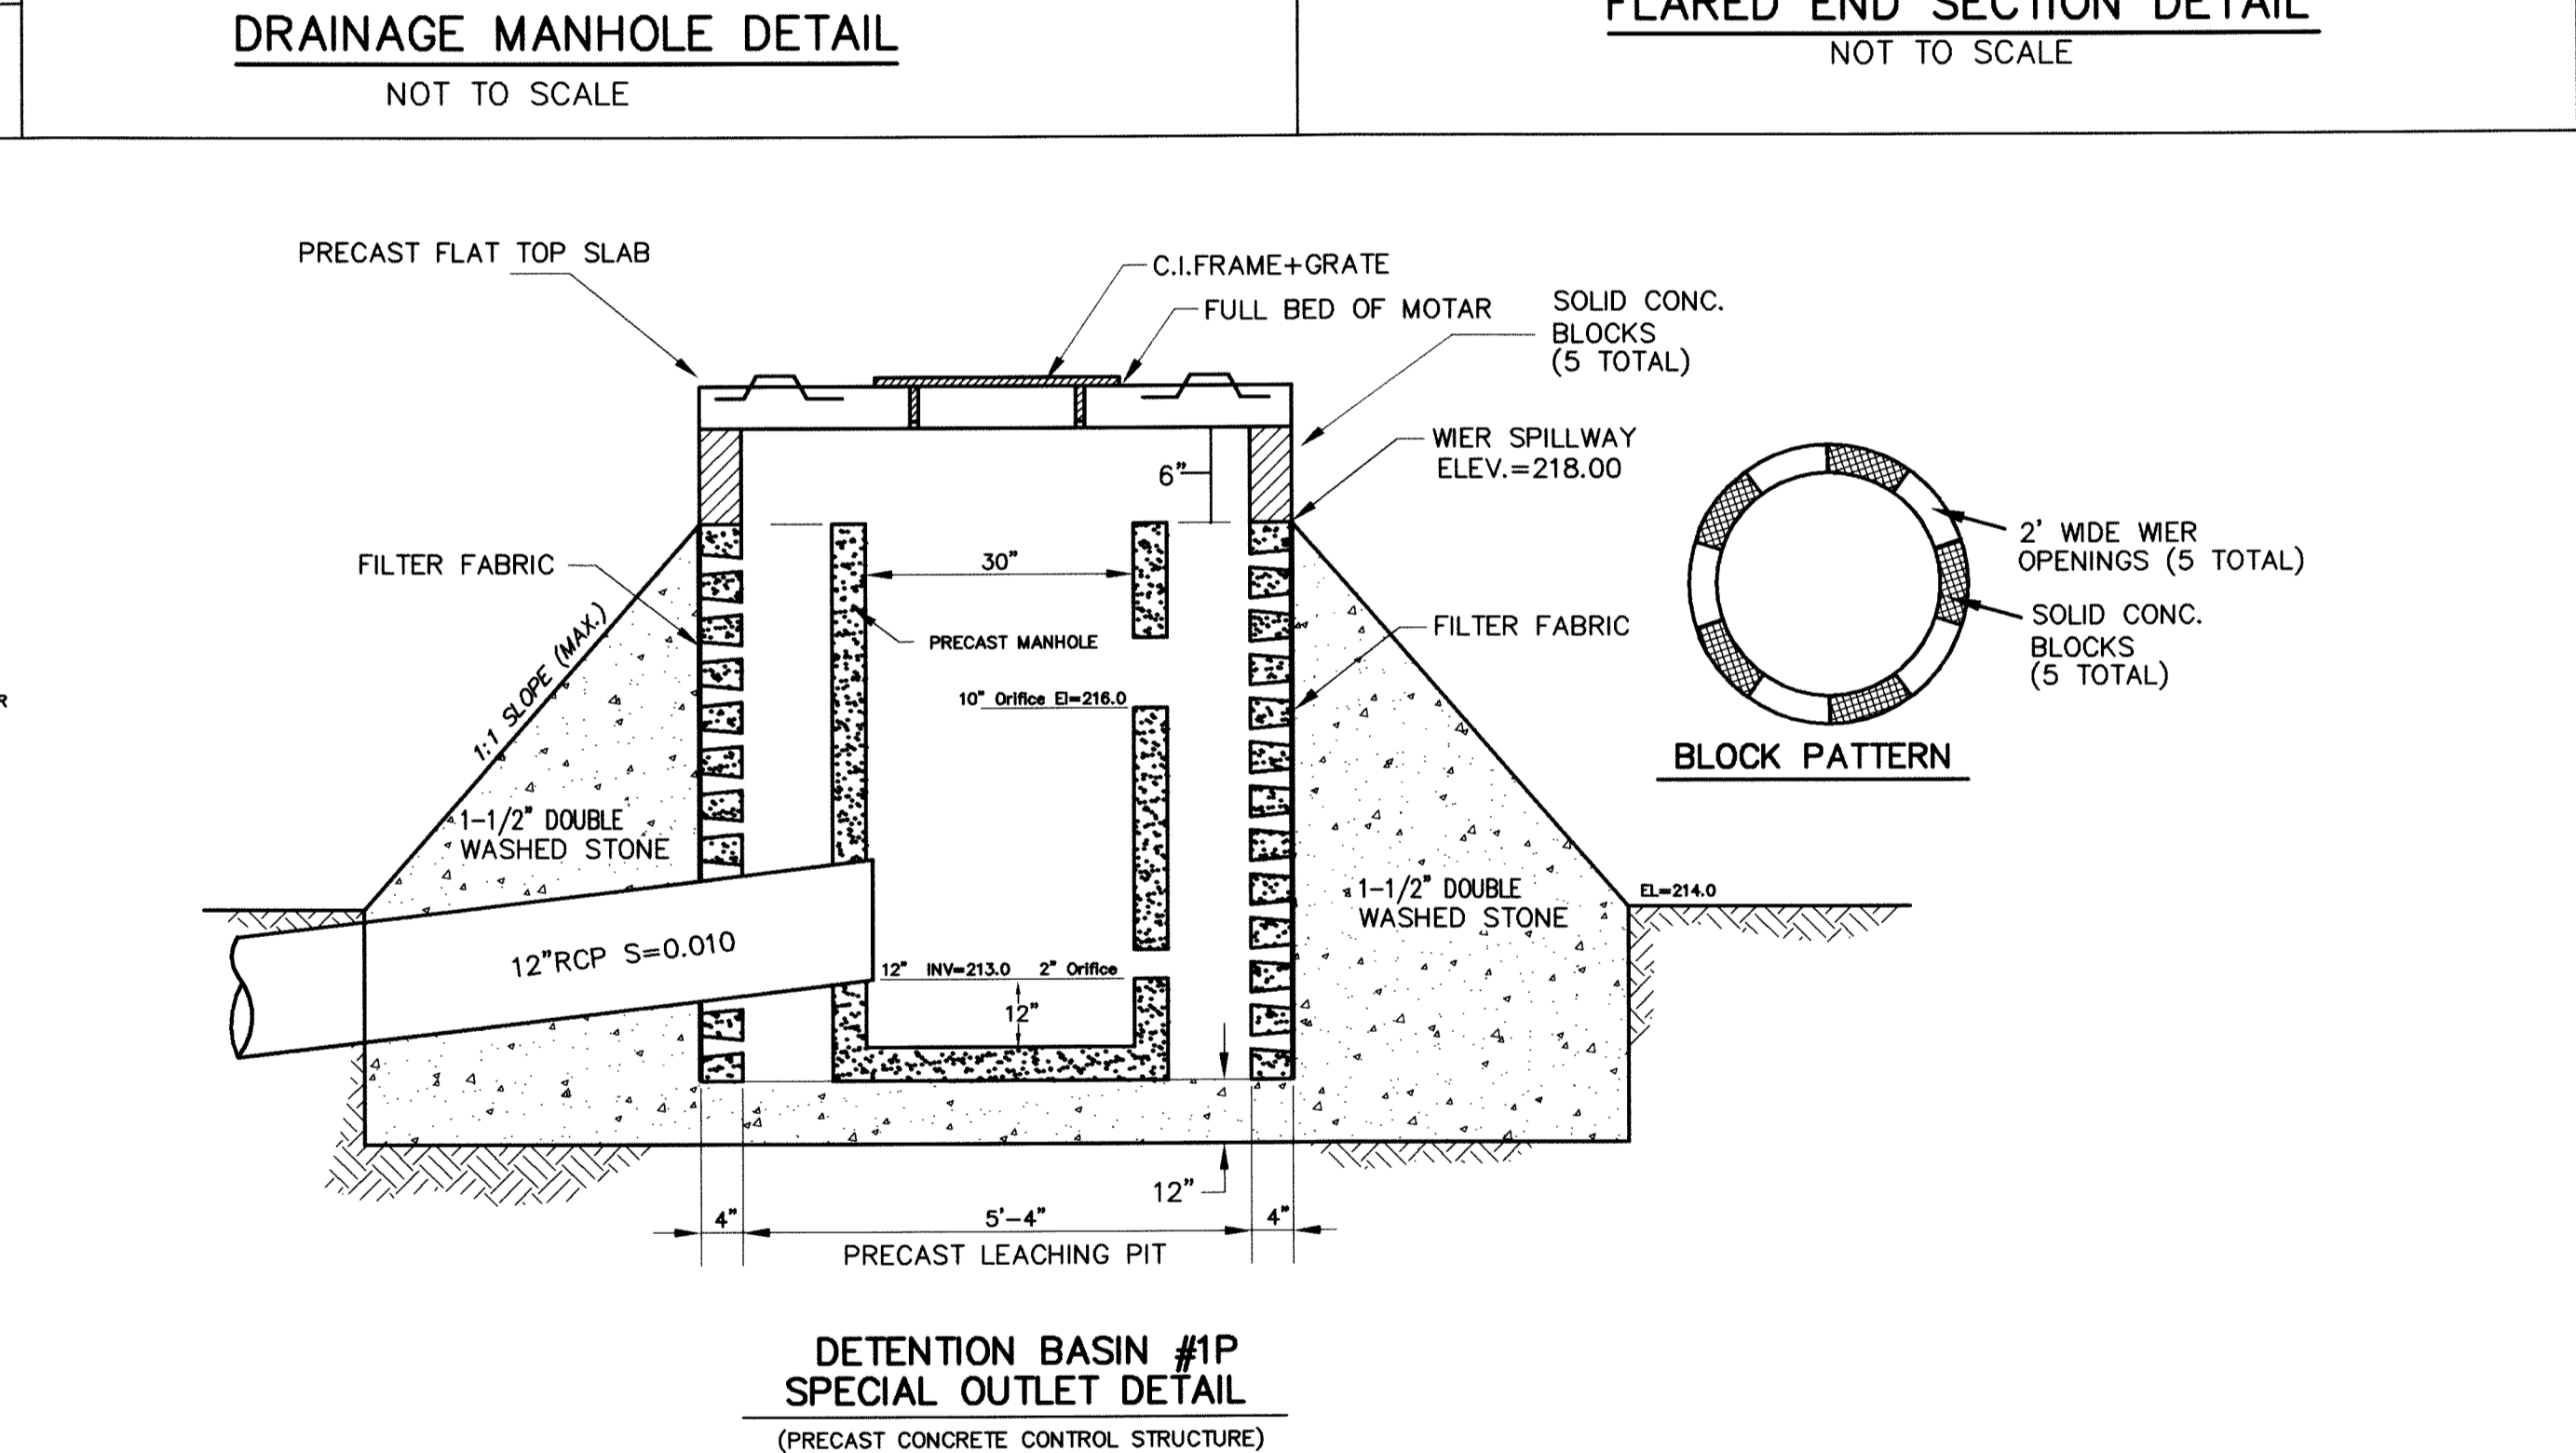 DRAINAGE MANHOLE DETAIL
NOT TO SCALE
FLARED END SECTION DETAIL
NOT TO SCALE
PRECAST FLAT TOP SLAB
C.I.FRAME+GRATE
FULL BED OF MOTAR
SOLID CONC.
BLOCKS
(5 TOTAL)
WIER SPILLWAY
ELEV.=218.00
6"
FILTER FABRIC
30"
2' WIDE WIER
OPENINGS (5 TOTAL)
SOLID CONC.
BLOCKS
(5 TOTAL)
FILTER FABRIC
PRECAST MANHOLE
1:1 SLOPE (MAX.)
R
10" Orifice El=216.0
BLOCK PATTERN
1-1/2" DOUBLE
WASHED STONE
1-1/2" DOUBLE
WASHED STONE
EL=214.0
12"RCP S=0.010
12" INV=213.0 2" Orifice
12"
12"
4"
5'-4"
4"
PRECAST LEACHING PIT
DETENTION BASIN #1P
SPECIAL OUTLET DETAIL
(PRECAST CONCRETE CONTROL STRUCTURE)